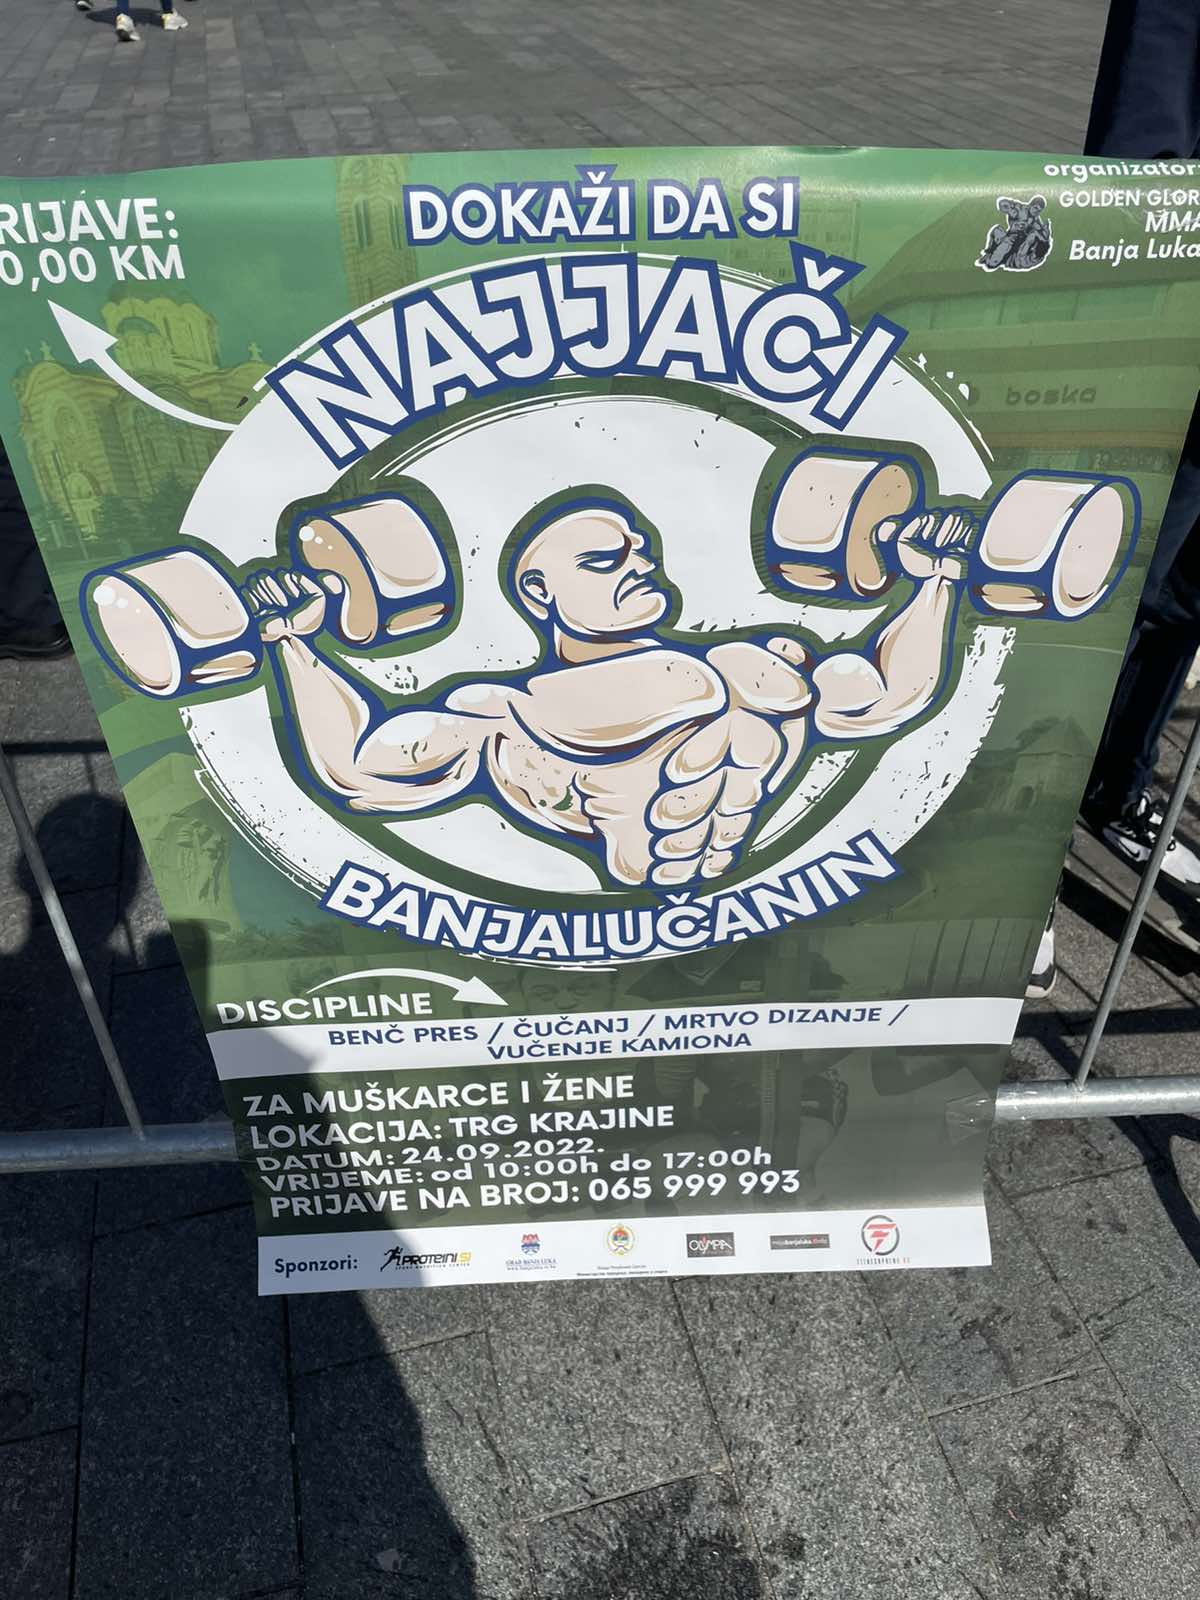 RIJAVE:
0,00 KM
DOKAŽI DA SI
NAJJAČI
BANJALUČANIN
organizator
GOLDEN GLOR
MMA
Banja Luka
boska
DISCIPLINE
BENČ PRES / ČUČANJ / MRTVO DIZANJE /
VUČENJE KAMIONA
ZA MUŠKARCE I ŽENE
LOKACIJA: TRG KRAJINE
DATUM: 24.09.2022.
VRIJEME: od 10:00h do 17:00h
PRIJAVE NA BROJ: 065 999 993
Sponzori:
PROTEINI SI
GRAD BANJA LUKA
OLYMPA